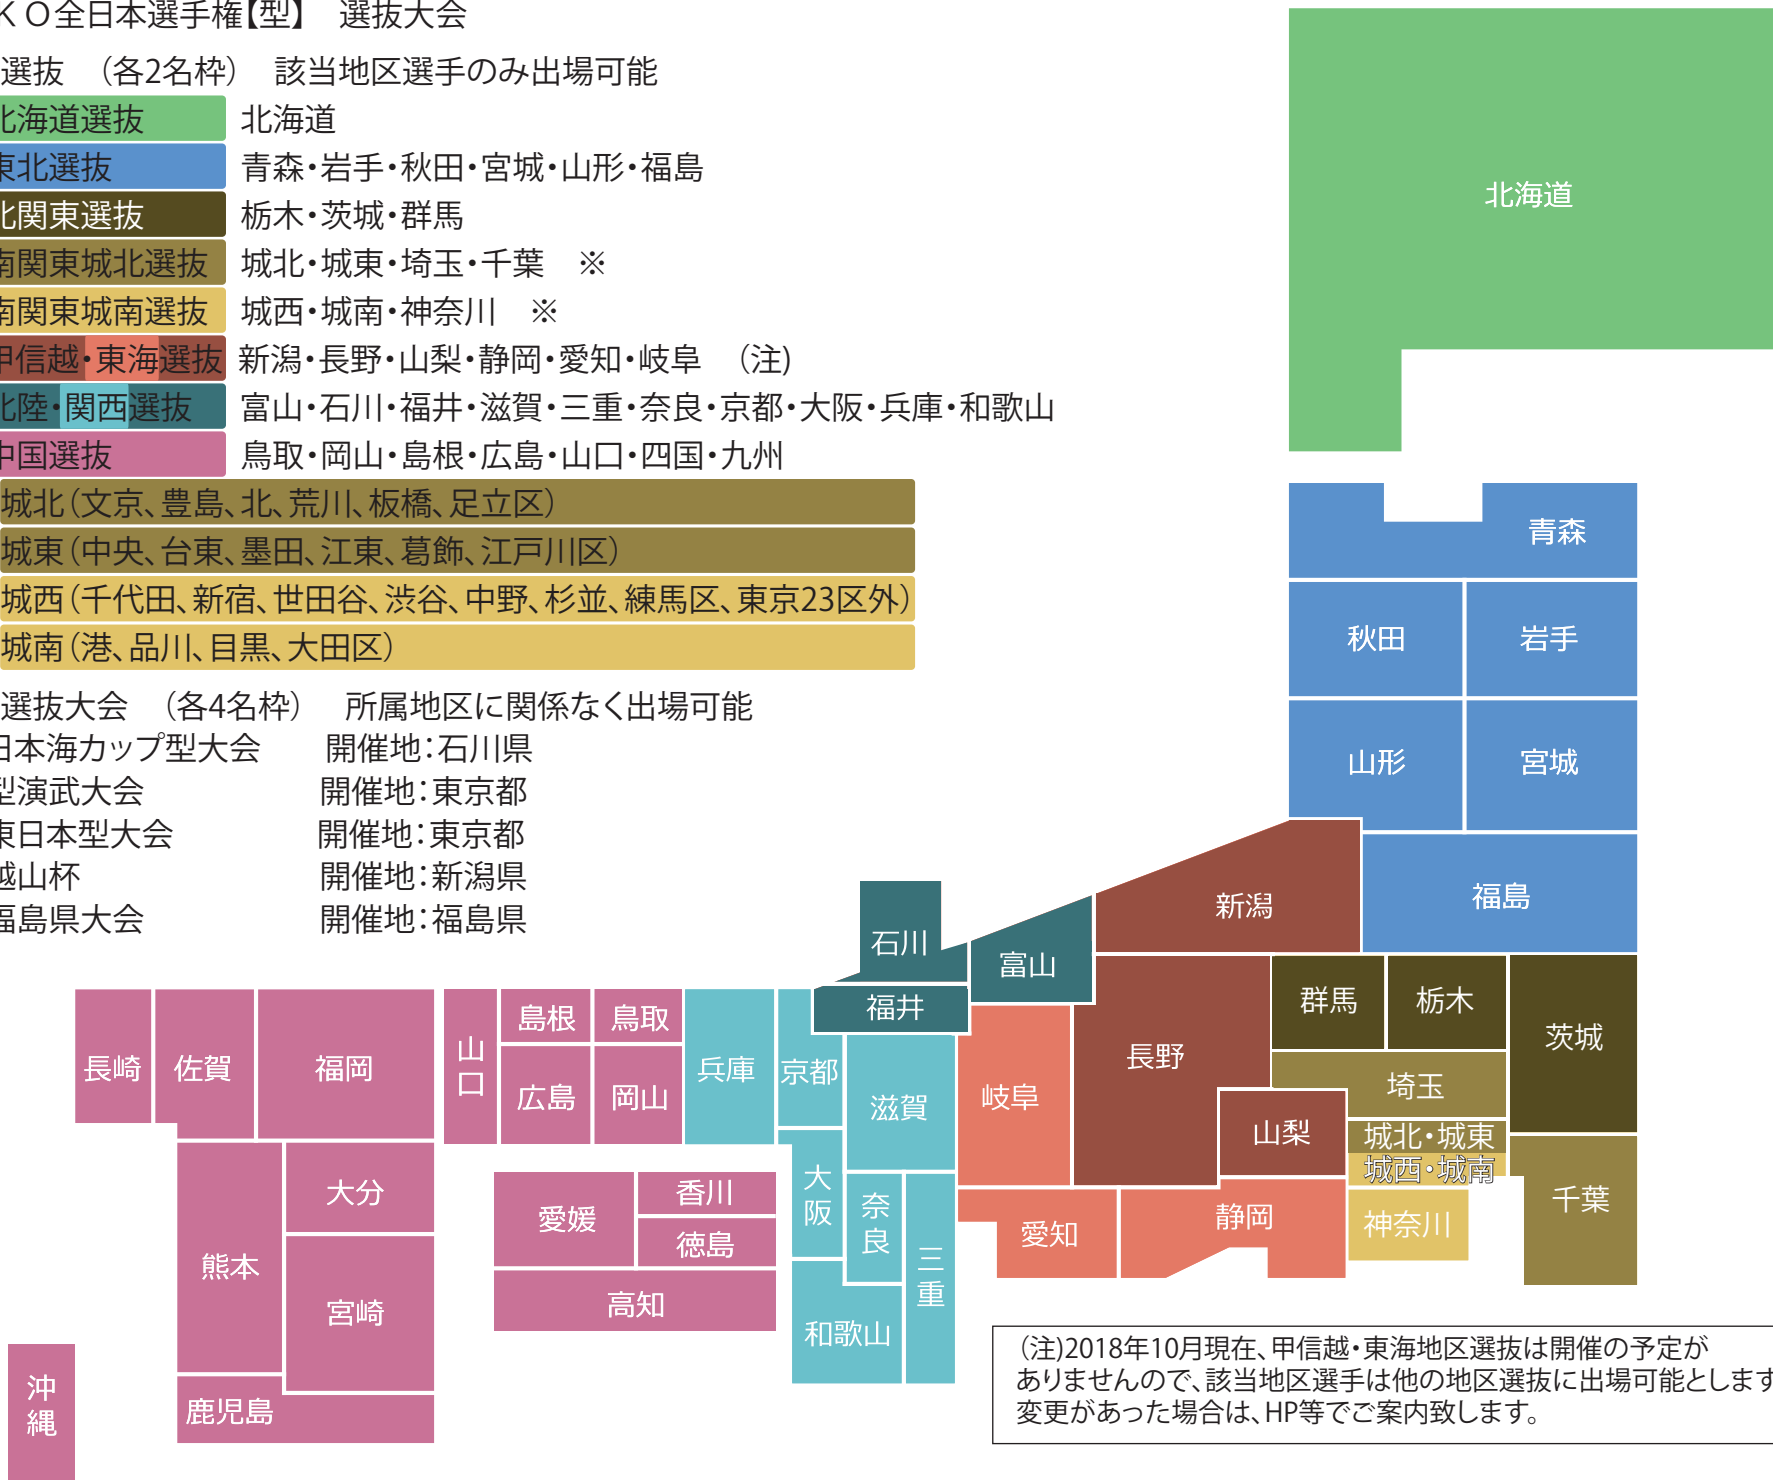 KO全日本選手権【型】 選抜大会
選抜 （各2名枠） 該当地区選手のみ出場可能
北海道選抜 北海道
東北選抜 青森・岩手・秋田・宮城・山形・福島
北関東選抜 栃木・茨城・群馬
南関東城北選抜 城北・城東・埼玉・千葉 ※
南関東城南選抜 城西・城南・神奈川 ※
甲信越・東海選抜 新潟・長野・山梨・静岡・愛知・岐阜 （注）
北陸・関西選抜 富山・石川・福井・滋賀・三重・奈良・京都・大阪・兵庫・和歌山
中国選抜 鳥取・岡山・島根・広島・山口・四国・九州
城北（文京、豊島、北、荒川、板橋、足立区）
城東（中央、台東、墨田、江東、葛飾、江戸川区）
城西（千代田、新宿、世田谷、渋谷、中野、杉並、練馬区、東京23区外）
城南（港、品川、目黒、大田区）
選抜大会 （各4名枠） 所属地区に関係なく出場可能
日本海カップ型大会 開催地：石川県
型演武大会 開催地：東京都
東日本型大会 開催地：東京都
越山杯 開催地：新潟県
福島県大会 開催地：福島県
北海道
青森
秋田 岩手
山形 宮城
新潟 福島
石川 富山
福井
群馬 栃木 茨城
長野
埼玉
山梨
城北・城東
城西・城南
神奈川
千葉
岐阜
愛知 静岡
長崎 佐賀 福岡
山口
島根 鳥取
広島 岡山
兵庫 京都
滋賀
大阪
奈良
三重
和歌山
大分
熊本
宮崎
鹿児島
沖縄
愛媛 香川
徳島
高知
（注）2018年10月現在、甲信越・東海地区選抜は開催の予定が
ありませんので、該当地区選手は他の地区選抜に出場可能とします
変更があった場合は、HP等でご案内致します。